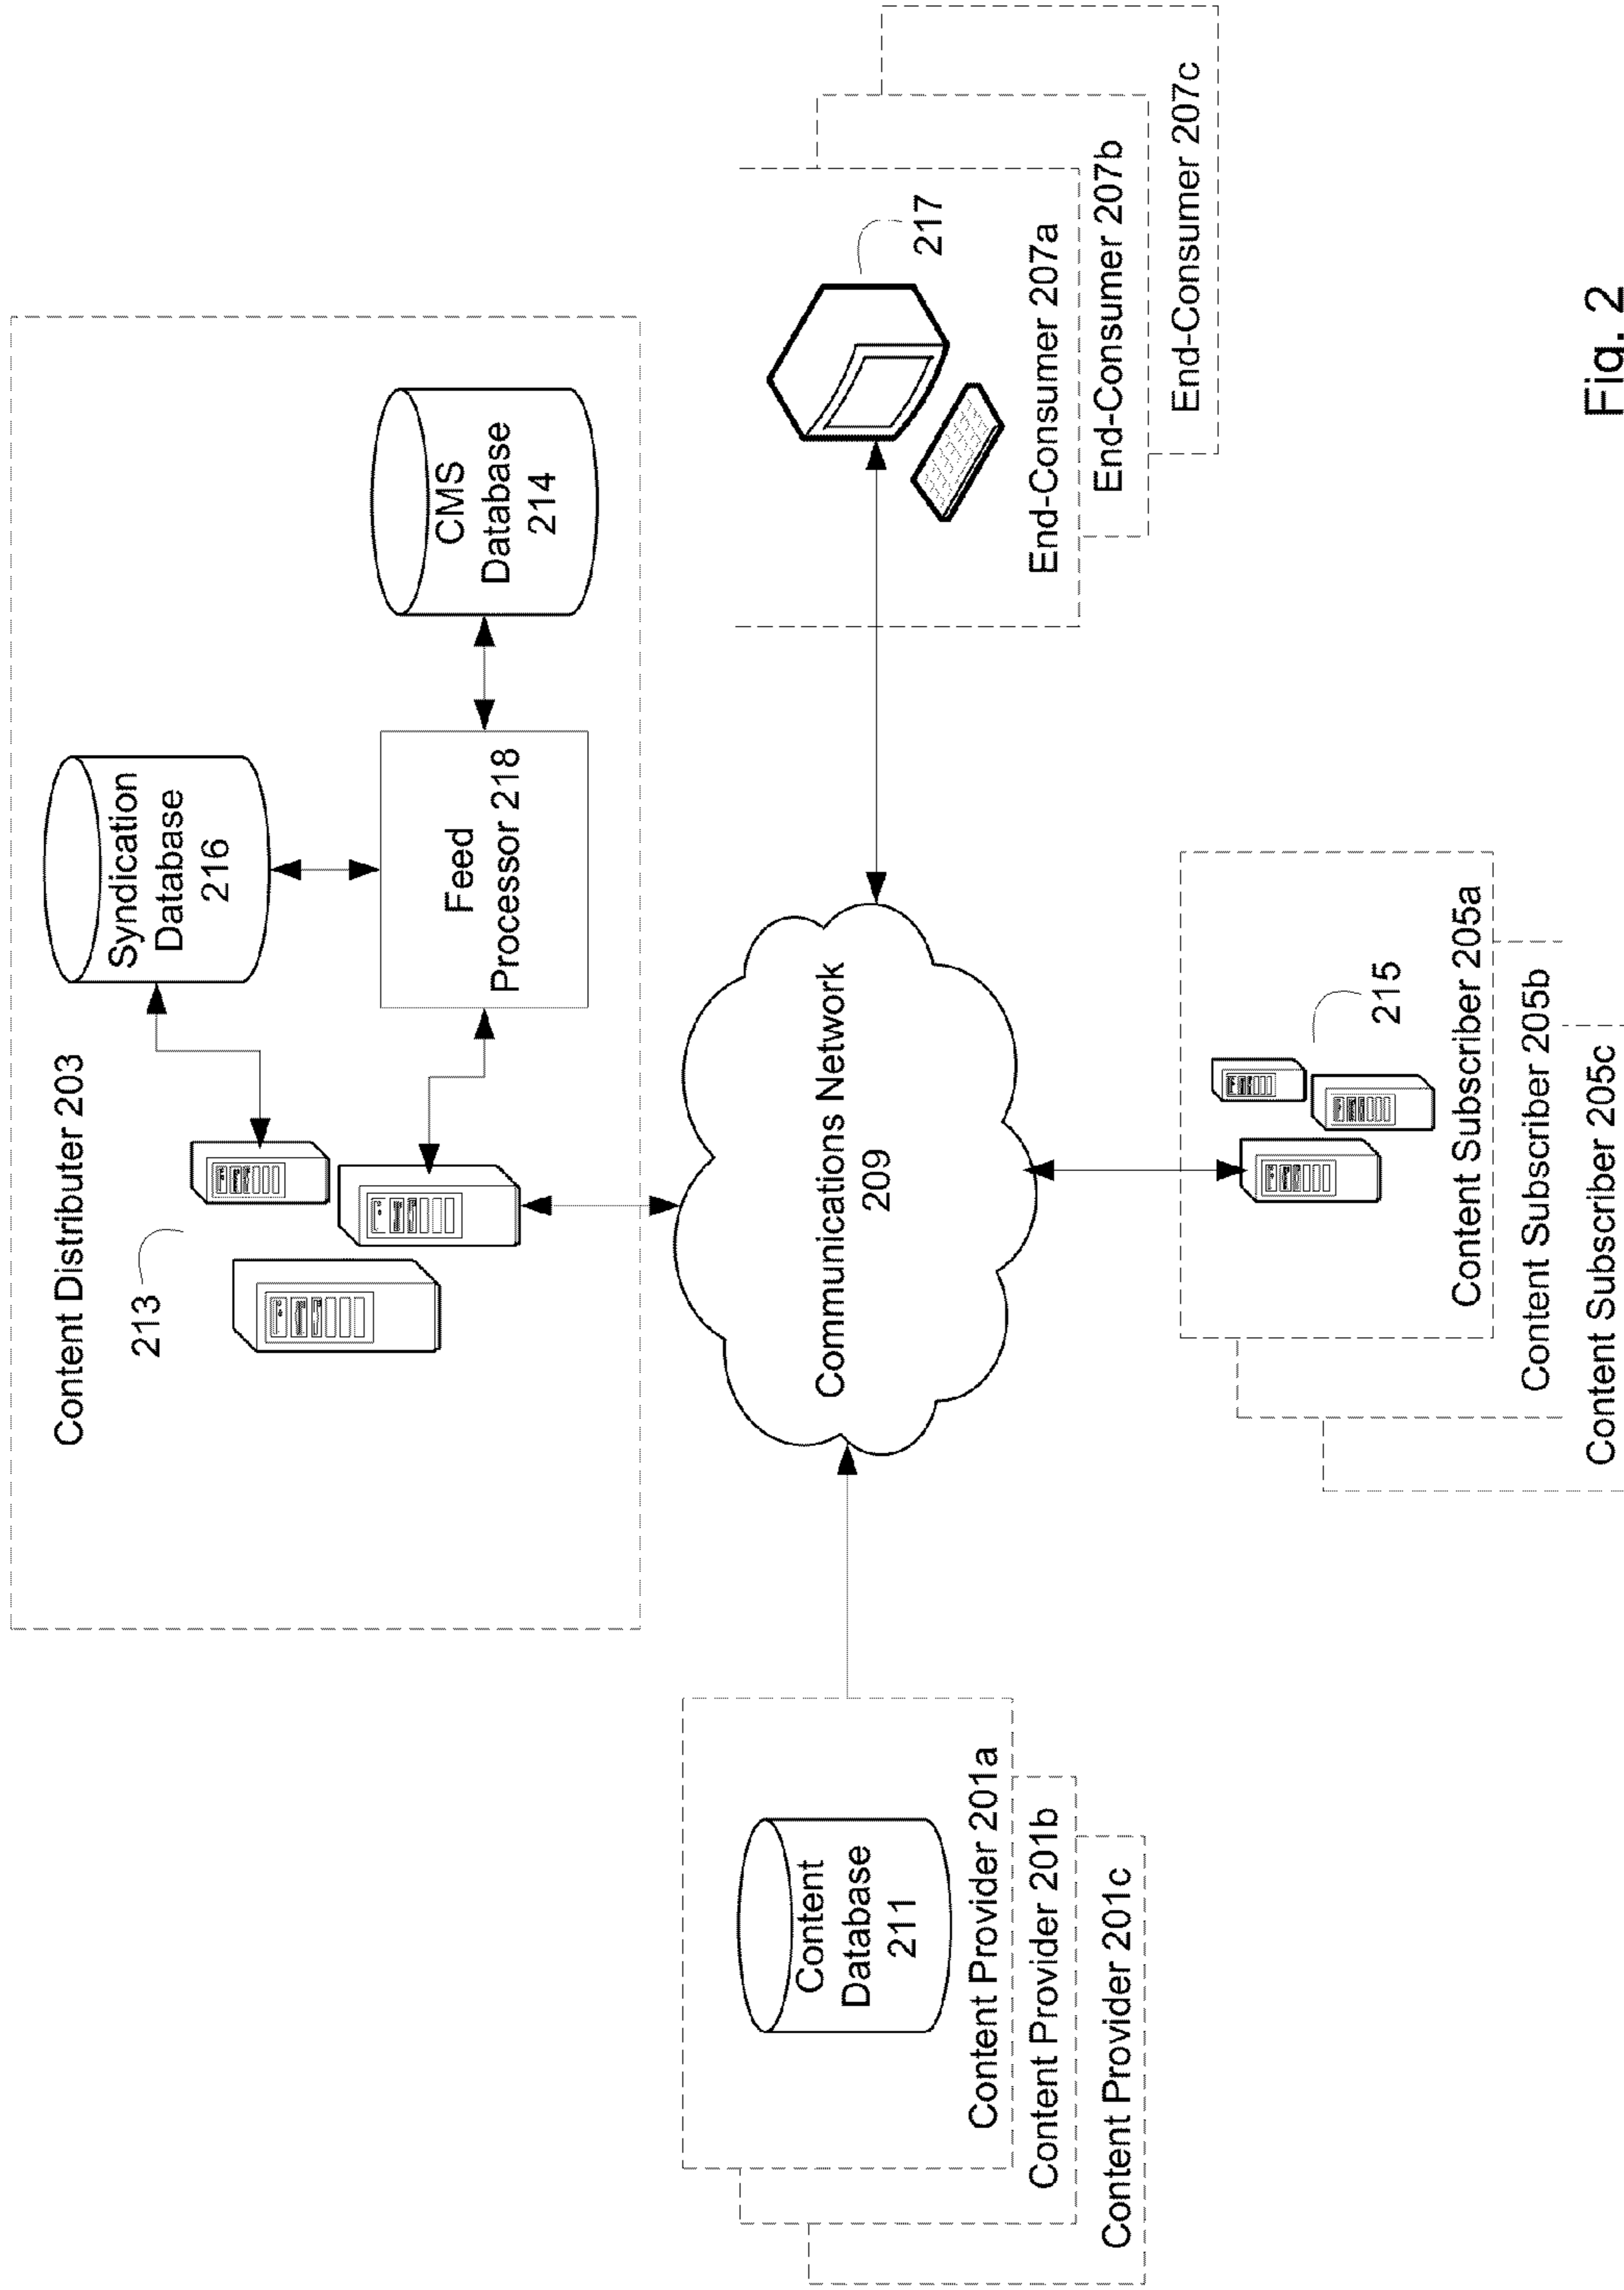 Content Distributer 203
213
Syndication
Database
216
Feed
Processor 218
CMS
Database
214
Communications Network
209
Content
Database
211
Content Provider 201a
Content Provider 201b
Content Provider 201c
217
End-Consumer 207a
End-Consumer 207b
End-Consumer 207c
215
Content Subscriber 205a
Content Subscriber 205b
Content Subscriber 205c
Fig. 2